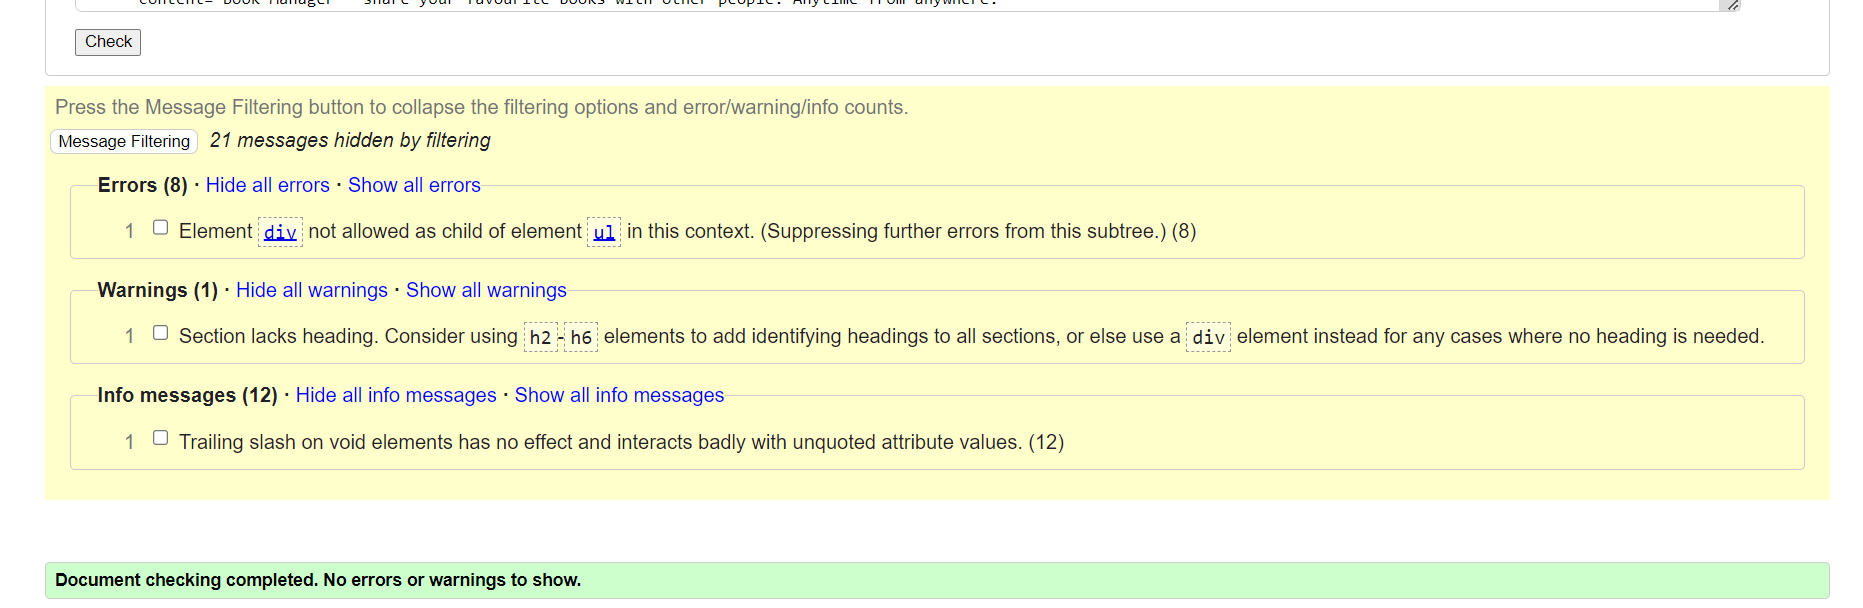 content="Book Manager - share your favourite books with other people. Anytime from anywhere.
Check
Press the Message Filtering button to collapse the filtering options and error/warning/info counts.
Message Filtering 21 messages hidden by filtering
Errors (8) · Hide all errors · Show all errors
1 Element div not allowed as child of element ul in this context. (Suppressing further errors from this subtree.) (8)
Warnings (1) · Hide all warnings · Show all warnings
1 Section lacks heading. Consider using h2-h6 elements to add identifying headings to all sections, or else use a div element instead for any cases where no heading is needed.
Info messages (12) · Hide all info messages · Show all info messages
1 Trailing slash on void elements has no effect and interacts badly with unquoted attribute values. (12)
Document checking completed. No errors or warnings to show.